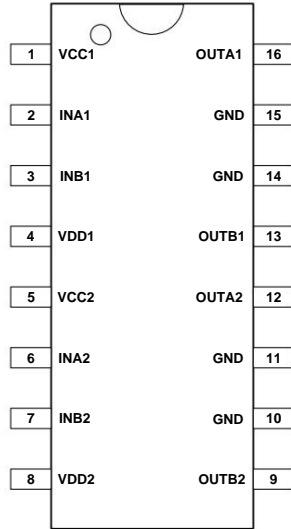 1 VCC1 OUTA1 16
2 INA1 GND 15
3 INB1 GND 14
4 VDD1 OUTB1 13
5 VCC2 OUTA2 12
6 INA2 GND 11
7 INB2 GND 10
8 VDD2 OUTB2 9